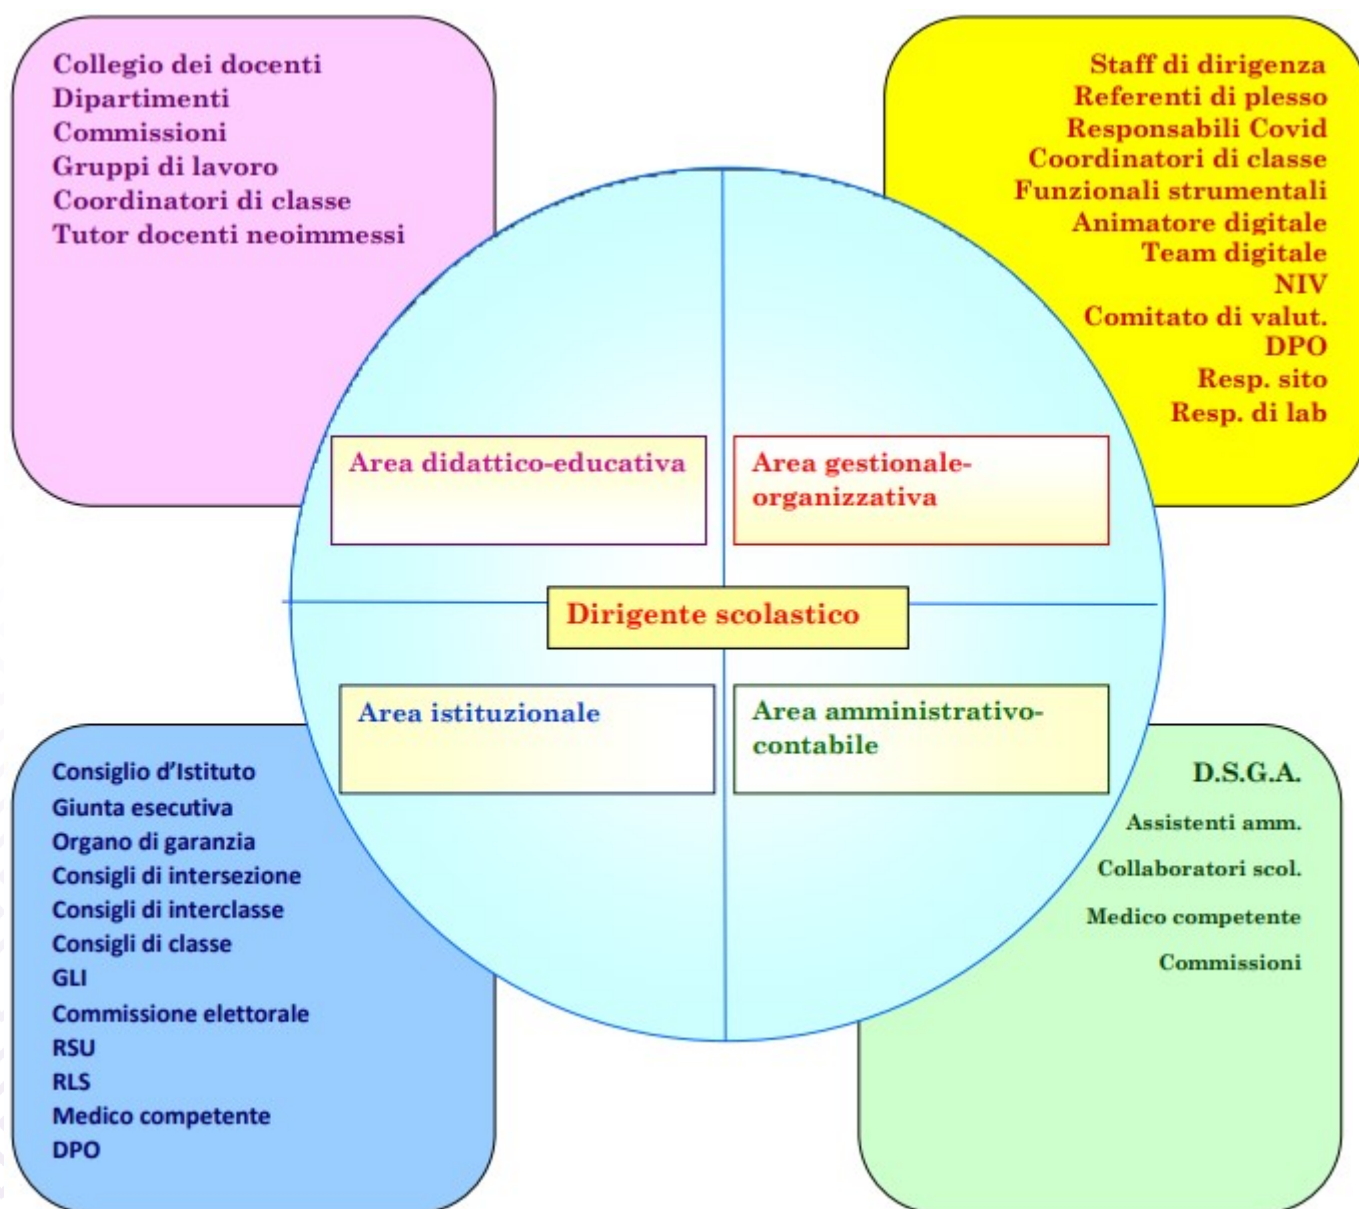 Collegio dei docenti
Dipartimenti
Commissioni
Gruppi di lavoro
Coordinatori di classe
Tutor docenti neoimmessi
Staff di dirigenza
Referenti di plesso
Responsabili Covid
Coordinatori di classe
Funzionali strumentali
Animatore digitale
Team digitale
NIV
Comitato di valut.
DPO
Resp. sito
Resp. di lab
Area didattico-educativa
Area gestionale-
organizzativa
Dirigente scolastico
Area istituzionale
Area amministrativo-
contabile
Consiglio d’Istituto
Giunta esecutiva
Organo di garanzia
Consigli di intersezione
Consigli di interclasse
Consigli di classe
GLI
Commissione elettorale
RSU
RLS
Medico competente
DPO
D.S.G.A.
Assistenti amm.
Collaboratori scol.
Medico competente
Commissioni